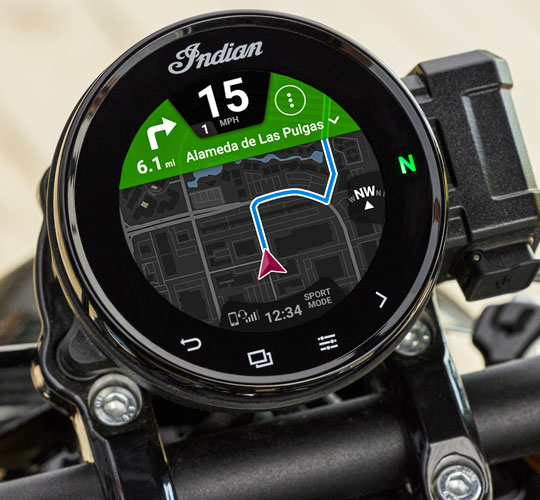 Indian
15
1 MPH
6.1 mi
Alameda de Las Pulgas
N
NW
12:34
SPORT
MODE